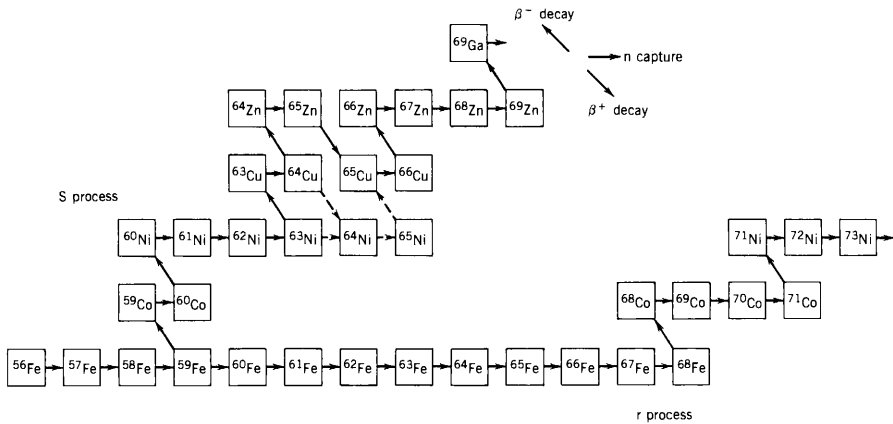 β⁻ decay
⁶⁹Ga
n capture
β⁺ decay
⁶⁴Zn ⁶⁵Zn ⁶⁶Zn ⁶⁷Zn ⁶⁸Zn ⁶⁹Zn
⁶³Cu ⁶⁴Cu ⁶⁵Cu ⁶⁶Cu
S process
⁶⁰Ni ⁶¹Ni ⁶²Ni ⁶³Ni ⁶⁴Ni ⁶⁵Ni ⁷¹Ni ⁷²Ni ⁷³Ni
⁵⁹Co ⁶⁰Co ⁶⁸Co ⁶⁹Co ⁷⁰Co ⁷¹Co
⁵⁶Fe ⁵⁷Fe ⁵⁸Fe ⁵⁹Fe ⁶⁰Fe ⁶¹Fe ⁶²Fe ⁶³Fe ⁶⁴Fe ⁶⁵Fe ⁶⁶Fe ⁶⁷Fe ⁶⁸Fe
r process